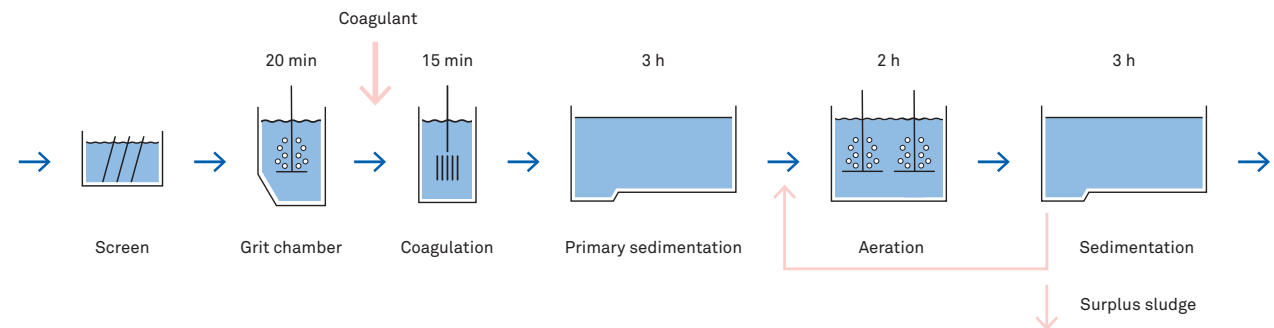 Coagulant
20 min
15 min
3 h
2 h
3 h
Screen
Grit chamber
Coagulation
Primary sedimentation
Aeration
Sedimentation
Surplus sludge